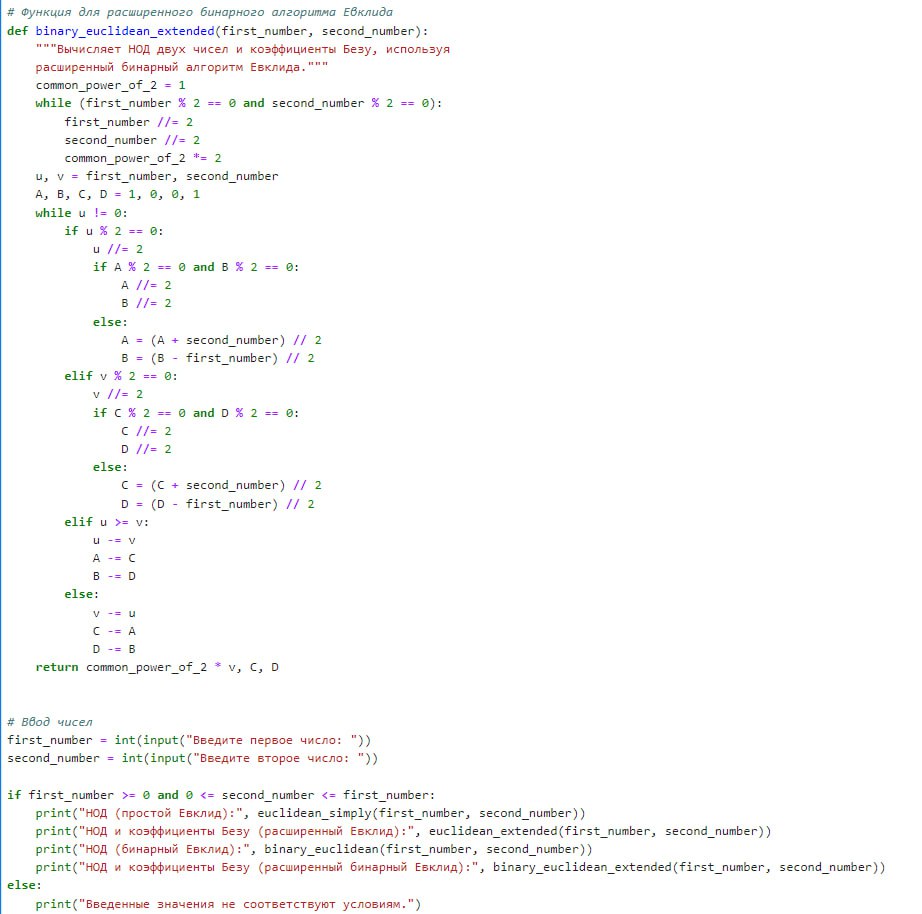 # Функция для расширенного бинарного алгоритма Евклида
def binary_euclidean_extended(first_number, second_number):
    """Вычисляет НОД двух чисел и коэффициенты Безу, используя
    расширенный бинарный алгоритм Евклида."""
    common_power_of_2 = 1
    while (first_number % 2 == 0 and second_number % 2 == 0):
        first_number //= 2
        second_number //= 2
        common_power_of_2 *= 2
    u, v = first_number, second_number
    A, B, C, D = 1, 0, 0, 1
    while u != 0:
        if u % 2 == 0:
            u //= 2
            if A % 2 == 0 and B % 2 == 0:
                A //= 2
                B //= 2
            else:
                A = (A + second_number) // 2
                B = (B - first_number) // 2
        elif v % 2 == 0:
            v //= 2
            if C % 2 == 0 and D % 2 == 0:
                C //= 2
                D //= 2
            else:
                C = (C + second_number) // 2
                D = (D - first_number) // 2
        elif u >= v:
            u -= v
            A -= C
            B -= D
        else:
            v -= u
            C -= A
            D -= B
    return common_power_of_2 * v, C, D
# Ввод чисел
first_number = int(input("Введите первое число: "))
second_number = int(input("Введите второе число: "))
if first_number >= 0 and 0 <= second_number <= first_number:
    print("НОД (простой Евклид):", euclidean_simply(first_number, second_number))
    print("НОД и коэффициенты Безу (расширенный Евклид):", euclidean_extended(first_number, second_number))
    print("НОД (бинарный Евклид):", binary_euclidean(first_number, second_number))
    print("НОД и коэффициенты Безу (расширенный бинарный Евклид):", binary_euclidean_extended(first_number, second_number))
else:
    print("Введенные значения не соответствуют условиям.")